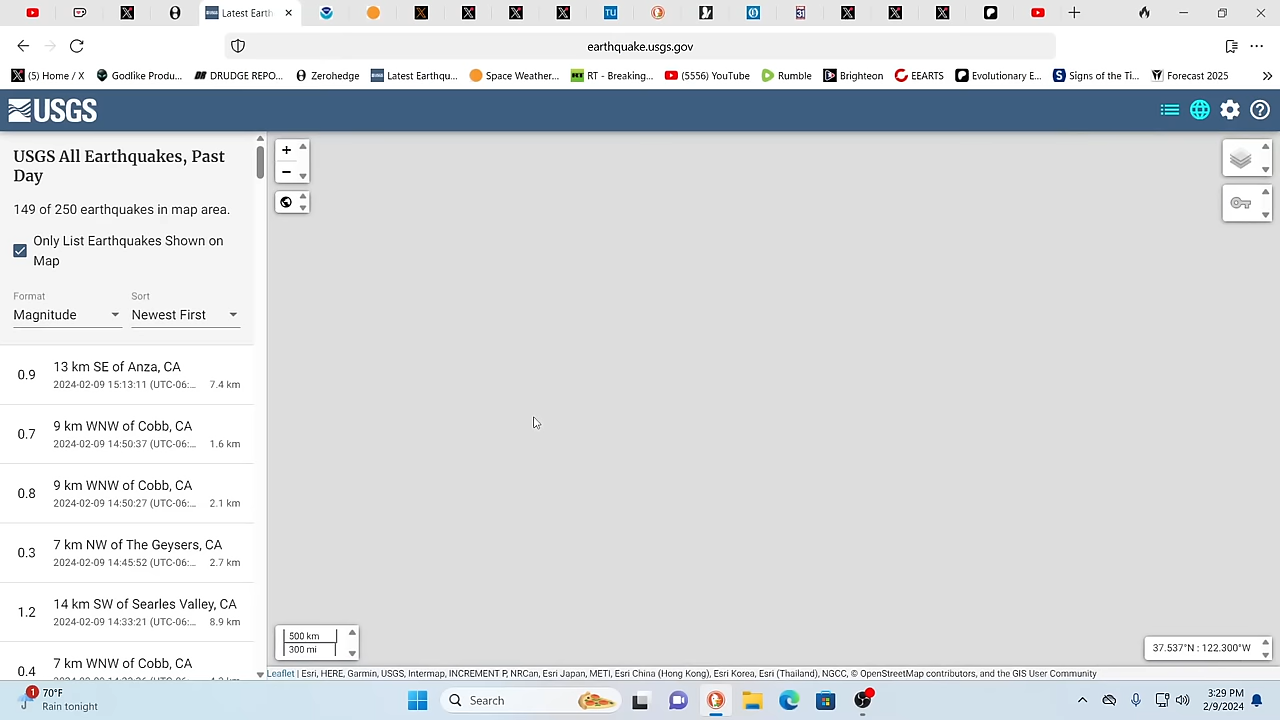 Latest Earth
TU
31
earthquake.usgs.gov
(5) Home / X
Godlike Produ...
DRUDGE REPO...
Zerohedge
Latest Earthqu...
Space Weather...
RT - Breaking...
(5556) YouTube
Rumble
Brighteon
EEARTS
Evolutionary E...
Signs of the Ti...
Forecast 2025
USGS
USGS All Earthquakes, Past
Day
149 of 250 earthquakes in map area.
Only List Earthquakes Shown on
Map
Format Sort
Magnitude Newest First
0.9 13 km SE of Anza, CA
2024-02-09 15:13:11 (UTC-06:... 7.4 km
0.7 9 km WNW of Cobb, CA
2024-02-09 14:50:37 (UTC-06:... 1.6 km
0.8 9 km WNW of Cobb, CA
2024-02-09 14:50:27 (UTC-06:... 2.1 km
0.3 7 km NW of The Geysers, CA
2024-02-09 14:45:52 (UTC-06:... 2.7 km
1.2 14 km SW of Searles Valley, CA
2024-02-09 14:33:21 (UTC-06:... 8.9 km
0.4 7 km WNW of Cobb, CA
500 km
300 mi
37.537°N : 122.300°W
Leaflet | Esri, HERE, Garmin, USGS, Intermap, INCREMENT P, NRCan, Esri Japan, METI, Esri China (Hong Kong), Esri Korea, Esri (Thailand), NGCC, © OpenStreetMap contributors, and the GIS User Community
1
70°F
Rain tonight
Search
3:29 PM
2/9/2024